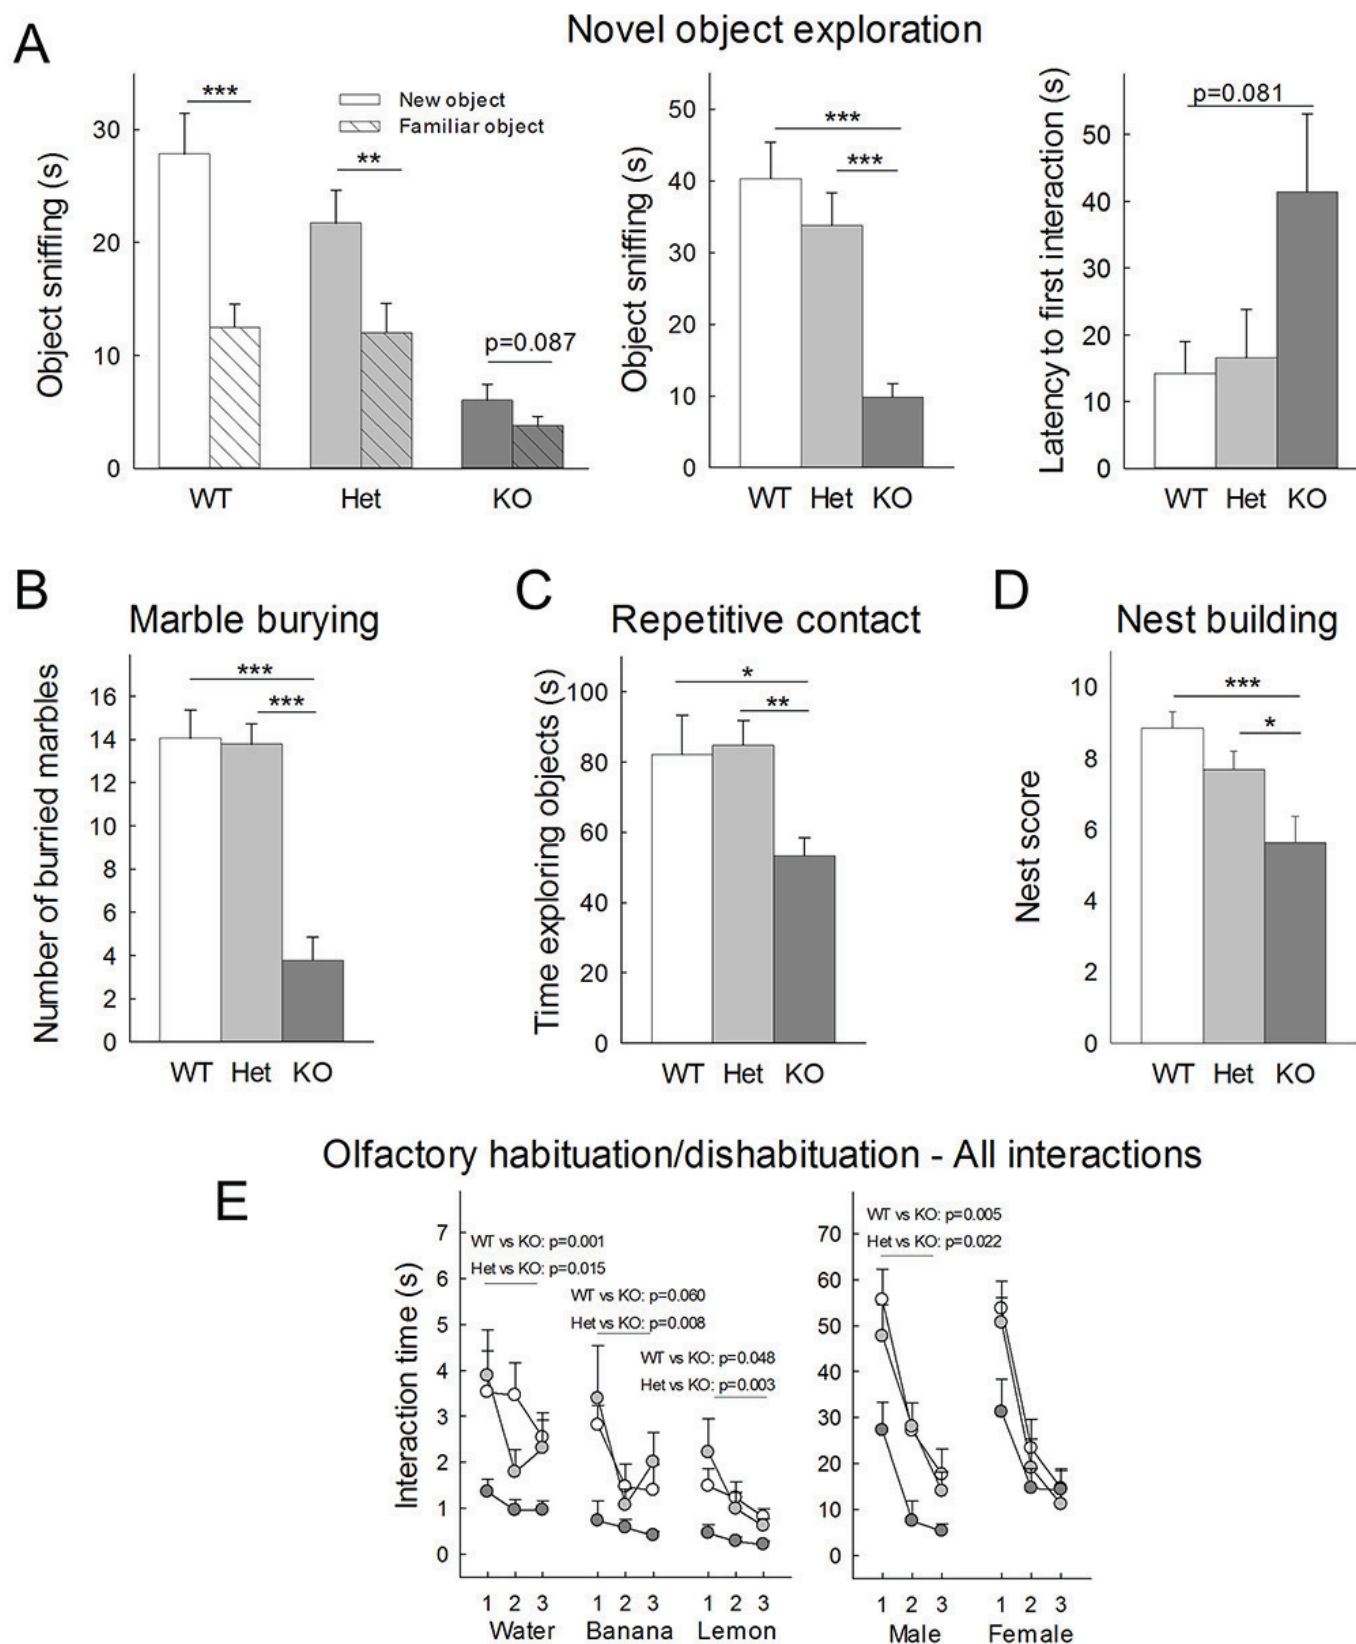 A
Novel object exploration
Object sniffing (s)
30
20
10
0
***
New object
Familiar object
**
p=0.087
WT Het KO
Object sniffing (s)
50
40
30
20
10
0
***
***
WT Het KO
Latency to first interaction (s)
50
40
30
20
10
0
p=0.081
WT Het KO
B
Marble burying
Number of burried marbles
16
14
12
10
8
6
4
2
0
***
***
WT Het KO
C
Repetitive contact
Time exploring objects (s)
100
80
60
40
20
0
*
**
WT Het KO
D
Nest building
Nest score
10
8
6
4
2
0
***
*
WT Het KO
Olfactory habituation/dishabituation - All interactions
E
Interaction time (s)
7
6
5
4
3
2
1
0
WT vs KO: p=0.001
Het vs KO: p=0.015
WT vs KO: p=0.060
Het vs KO: p=0.008
WT vs KO: p=0.048
Het vs KO: p=0.003
1 2 3 1 2 3 1 2 3
Water Banana Lemon
70
60
50
40
30
20
10
0
WT vs KO: p=0.005
Het vs KO: p=0.022
1 2 3 1 2 3
Male Female